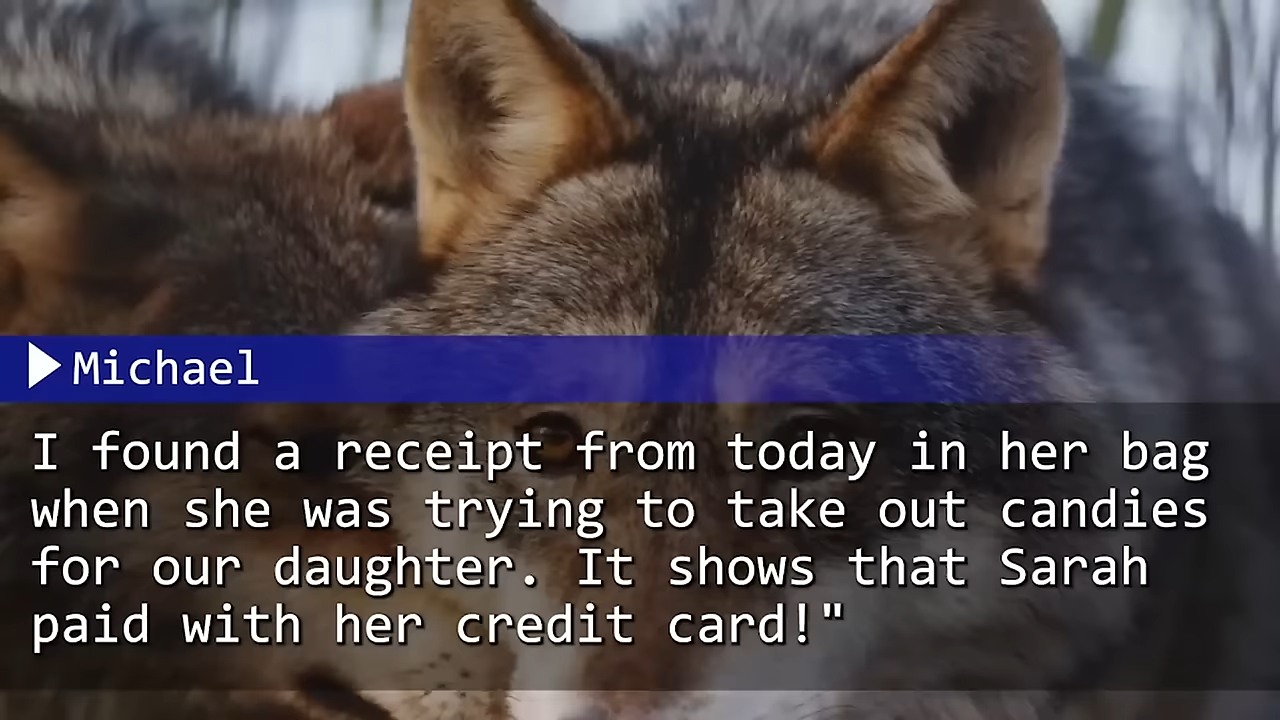 Michael
I found a receipt from today in her bag
when she was trying to take out candies
for our daughter. It shows that Sarah
paid with her credit card!"